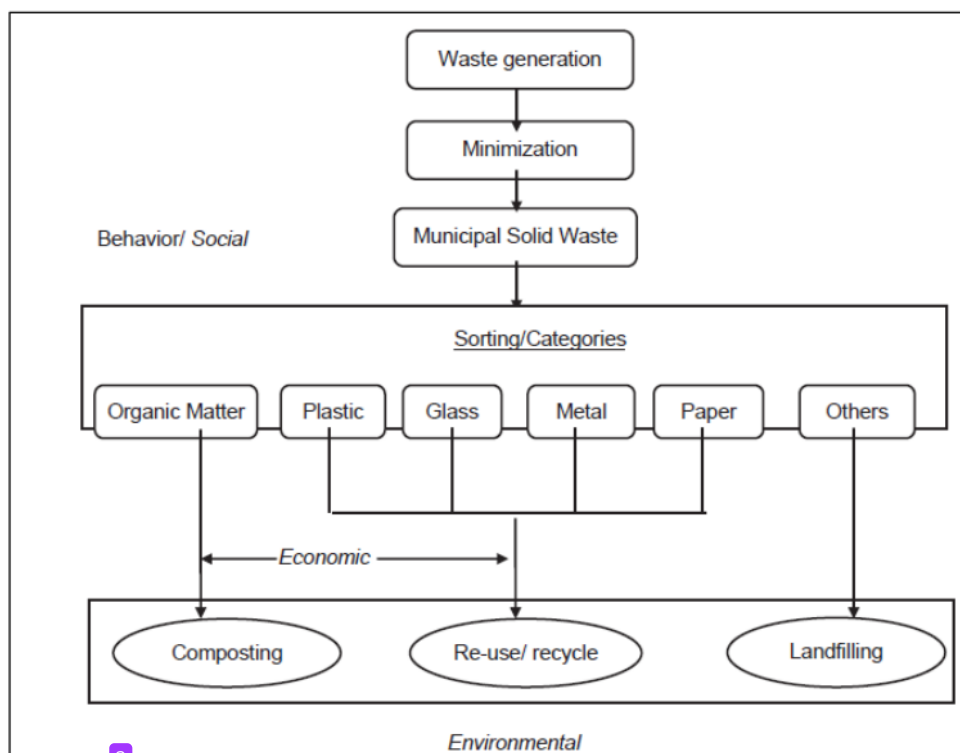 Waste generation
Minimization
Municipal Solid Waste
Behavior/ Social
Sorting/Categories
Organic Matter
Plastic
Glass
Metal
Paper
Others
Economic
Composting
Re-use/ recycle
Landfilling
Environmental